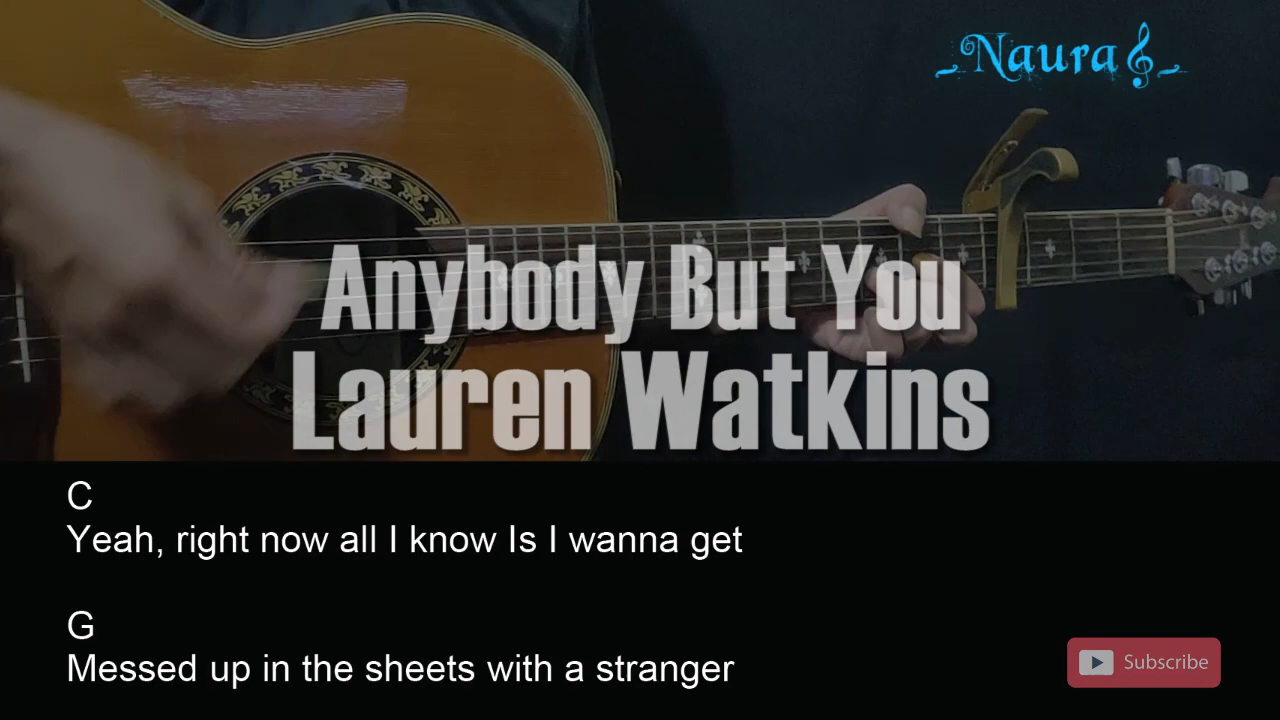 Naura
Anybody But You
Lauren Watkins
C
Yeah, right now all I know Is I wanna get
G
Messed up in the sheets with a stranger
Subscribe